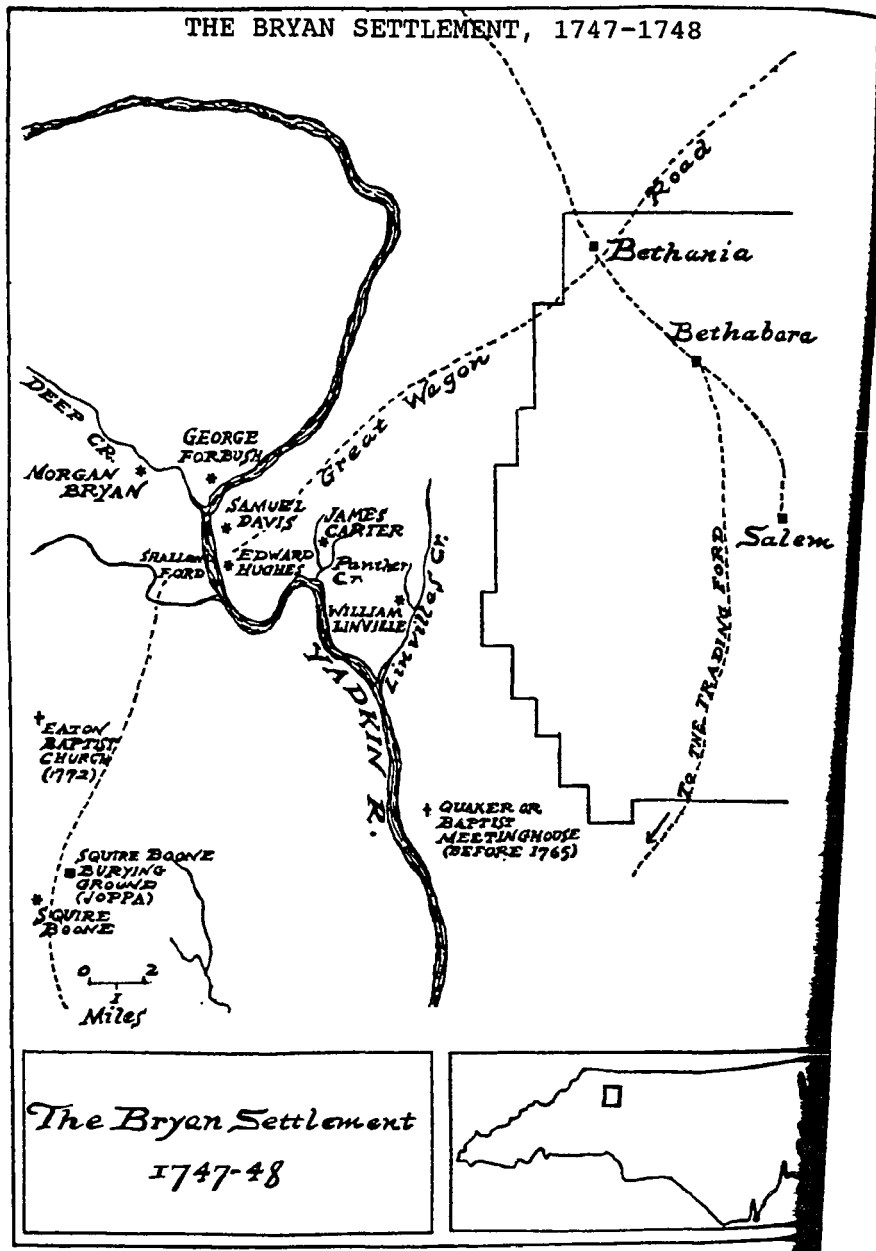 THE BRYAN SETTLEMENT, 1747-1748
Road
Bethania
Bethabara
Great Wagon
DEEP CR.
GEORGE
FORBUSH
MORGAN
BRYAN
SAMUEL
DAVIS
JAMES
CARTER
Salem
SHALLOW
FORD
EDWARD
HUGHES
Panther
Cr.
Linvilles Cr.
WILLIAM
LINVILLE
YADKIN R.
TO THE TRADING FORD
EATON
BAPTIST
CHURCH
(1772)
QUAKER OR
BAPTIST
MEETINGHOUSE
(BEFORE 1765)
SQUIRE BOONE
BURYING
GROUND
(JOPPA)
SQUIRE
BOONE
0 2
1
Miles
The Bryan Settlement
1747-48